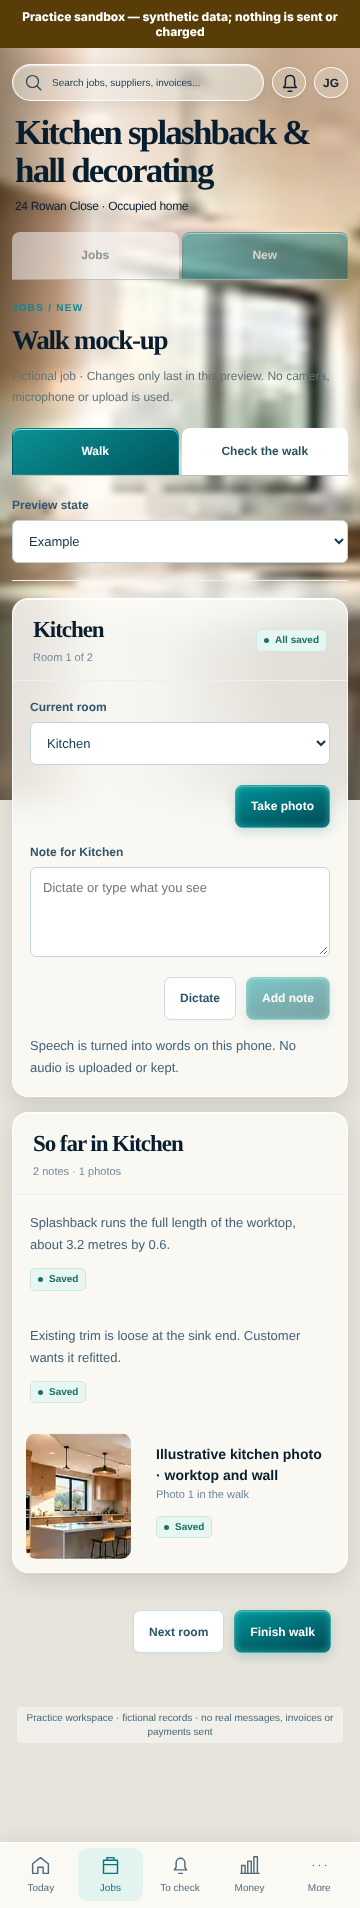 Practice sandbox — synthetic data; nothing is sent or
charged
Search jobs, suppliers, invoices...
JG
Kitchen splashback &
hall decorating
24 Rowan Close · Occupied home
Jobs
New
JOBS / NEW
Walk mock-up
Fictional job · Changes only last in this preview. No camera,
microphone or upload is used.
Walk
Check the walk
Preview state
Example
Kitchen
All saved
Room 1 of 2
Current room
Kitchen
Take photo
Note for Kitchen
Dictate or type what you see
Dictate
Add note
Speech is turned into words on this phone. No
audio is uploaded or kept.
So far in Kitchen
2 notes · 1 photos
Splashback runs the full length of the worktop,
about 3.2 metres by 0.6.
Saved
Existing trim is loose at the sink end. Customer
wants it refitted.
Saved
Illustrative kitchen photo
· worktop and wall
Photo 1 in the walk
Saved
Next room
Finish walk
Practice workspace · fictional records · no real messages, invoices or
payments sent
Today
Jobs
To check
Money
More